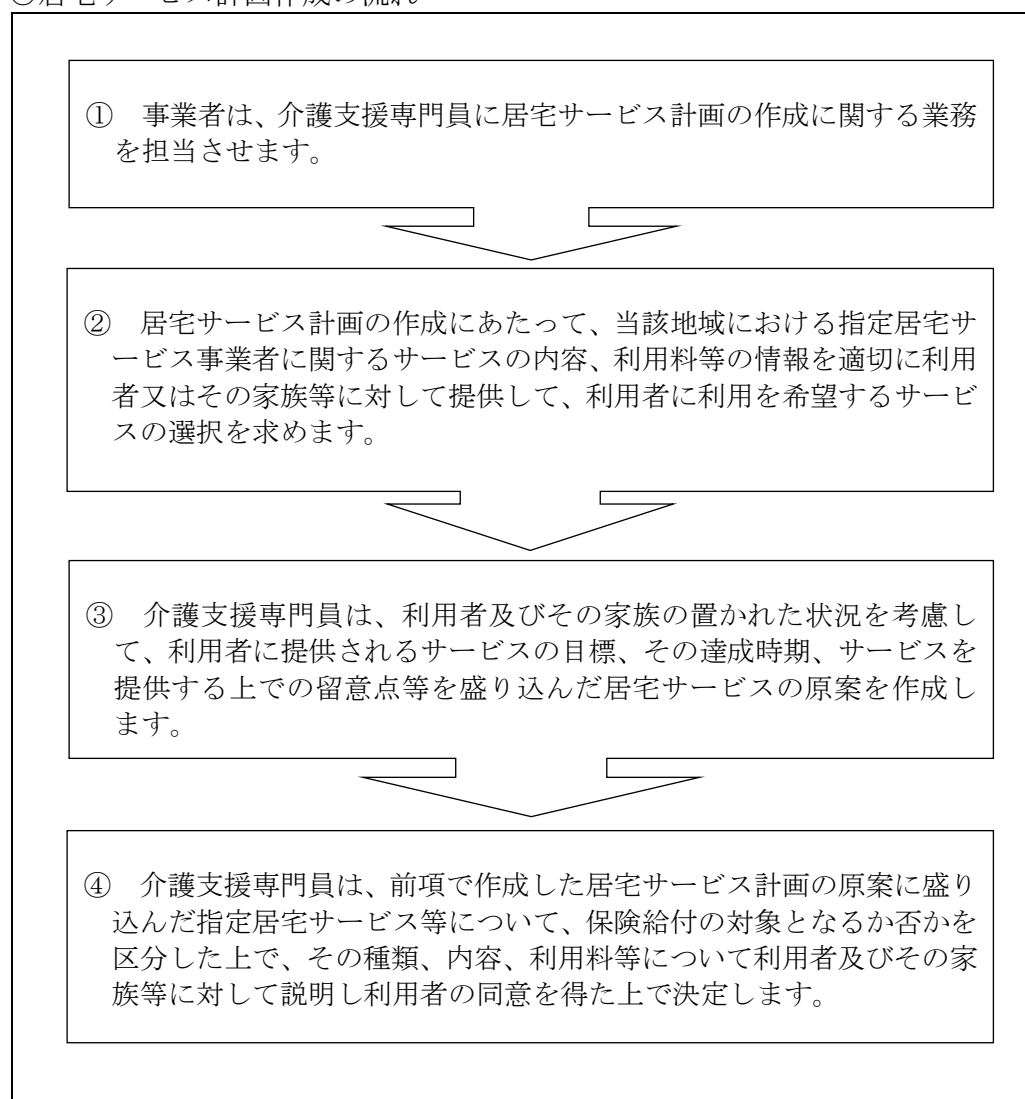 ① 事業者は、介護支援専門員に居宅サービス計画の作成に関する業務
を担当させます。
② 居宅サービス計画の作成にあたって、当該地域における指定居宅サ
ービス事業者に関するサービスの内容、利用料等の情報を適切に利用
者又はその家族等に対して提供して、利用者に利用を希望するサービ
スの選択を求めます。
③ 介護支援専門員は、利用者及びその家族の置かれた状況を考慮し
て、利用者に提供されるサービスの目標、その達成時期、サービスを
提供する上での留意点等を盛り込んだ居宅サービスの原案を作成し
ます。
④ 介護支援専門員は、前項で作成した居宅サービス計画の原案に盛り
込んだ指定居宅サービス等について、保険給付の対象となるか否かを
区分した上で、その種類、内容、利用料等について利用者及びその家
族等に対して説明し利用者の同意を得た上で決定します。